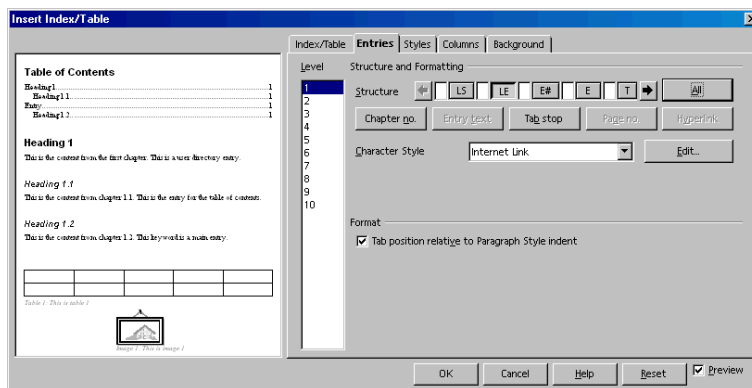 Insert Index/Table
Index/Table Entries Styles Columns Background
Table of Contents
Heading 1 1
Heading 1.1 1
Entry 1
Heading 1.2 1
Heading 1
This is the content from the first chapter. This is a user directory entry.
Heading 1.1
This is the content from chapter 1.1. This is the entry for the table of contents.
Heading 1.2
This is the content from chapter 1.2. This keyword is a main entry.
Table 1: This is table 1
Image 1: This is image 1
Level
1
2
3
4
5
6
7
8
9
10
Structure and Formatting
Structure LS LE E# E T All
Chapter no. Entry text Tab stop Page no. Hyperlink
Character Style Internet Link Edit...
Format
Tab position relative to Paragraph Style indent
OK Cancel Help Reset Preview